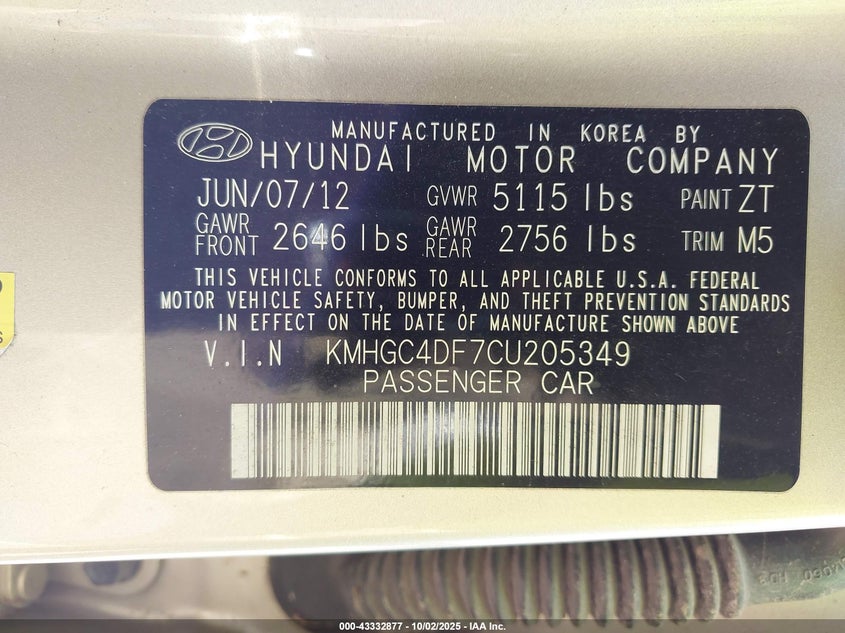 MANUFACTURED IN KOREA BY
HYUNDAI MOTOR COMPANY
JUN/07/12 GVWR 5115 lbs PAINT ZT
GAWR FRONT 2646 lbs GAWR REAR 2756 lbs TRIM M5
THIS VEHICLE CONFORMS TO ALL APPLICABLE U.S.A. FEDERAL
MOTOR VEHICLE SAFETY, BUMPER, AND THEFT PREVENTION STANDARDS
IN EFFECT ON THE DATE OF MANUFACTURE SHOWN ABOVE
V.I.N KMHGC4DF7CU205349
PASSENGER CAR
000-43332877 - 10/02/2025 - IAA Inc.